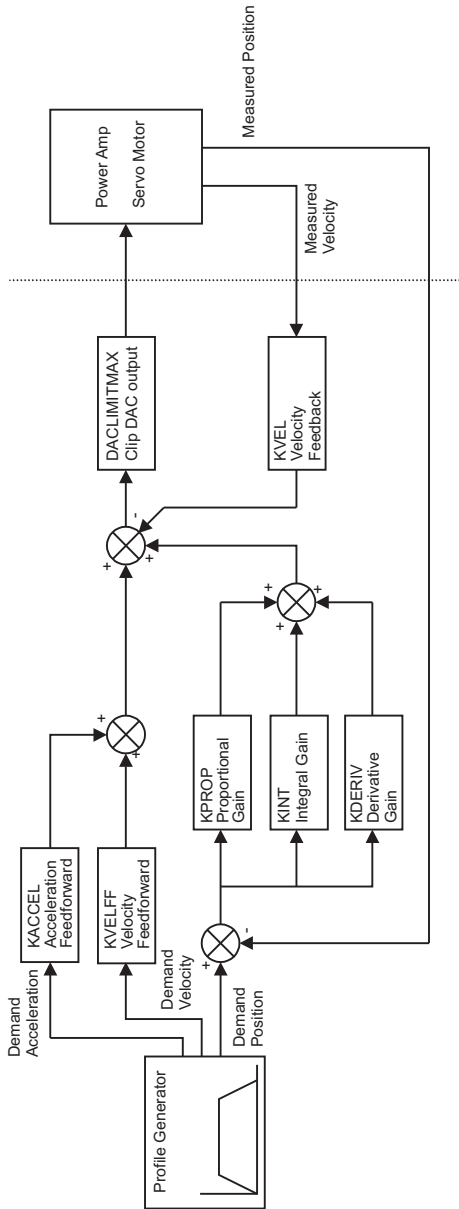 Profile Generator
Demand
Acceleration
Demand
Velocity
Demand
Position
KACCEL
Acceleration
Feedforward
KVELFF
Velocity
Feedforward
+
+
+
-
KPROP
Proportional
Gain
KINT
Integral Gain
KDERIV
Derivative
Gain
+
+
+
+
+
-
DACLIMITMAX
Clip DAC output
KVEL
Velocity
Feedback
Power Amp
Servo Motor
Measured
Velocity
Measured Position